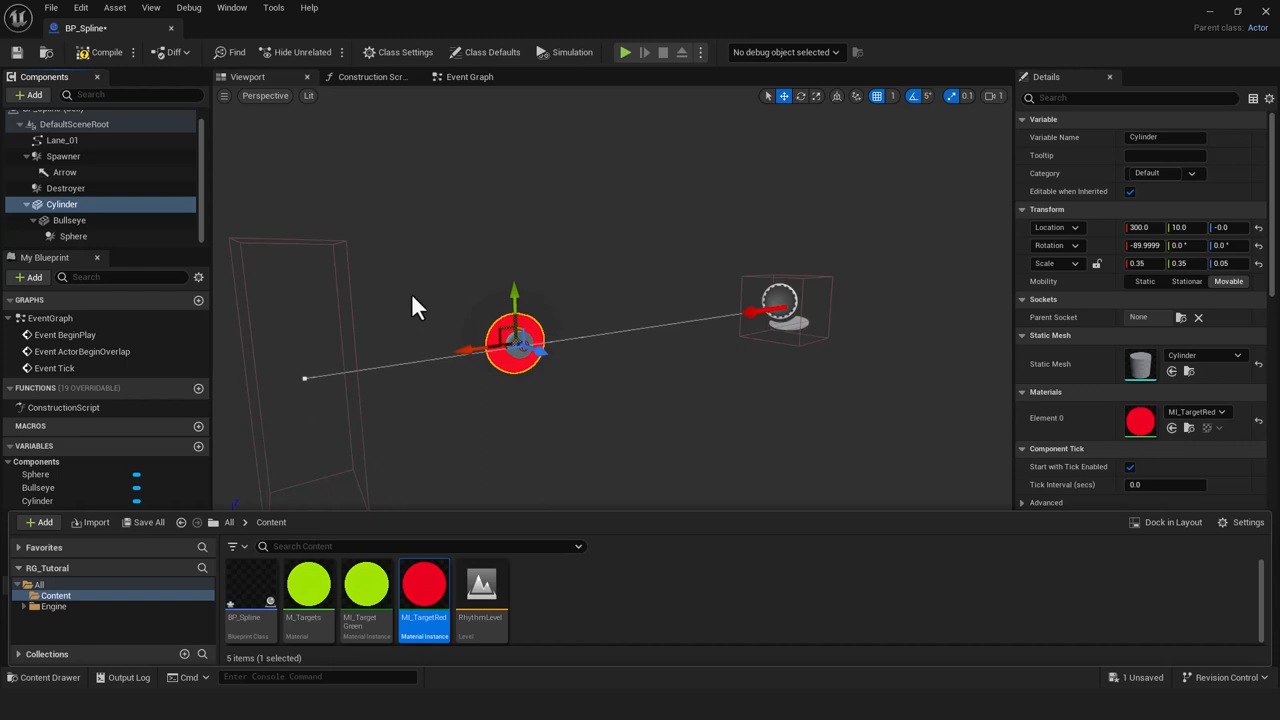 File Edit Asset View Debug Window Tools Help
BP_Spline•
Parent class: Actor
Compile Diff Find Hide Unrelated Class Settings Class Defaults Simulation No debug object selected
Components
Add Search
DefaultSceneRoot
Lane_01
Spawner
Arrow
Destroyer
Cylinder
Bullseye
Sphere
My Blueprint
Add Search
GRAPHS
EventGraph
Event BeginPlay
Event ActorBeginOverlap
Event Tick
FUNCTIONS (19 OVERRIDABLE)
ConstructionScript
MACROS
VARIABLES
Components
Sphere
Bullseye
Cylinder
Viewport Construction Scr... Event Graph
Perspective Lit 1 5° 0.1 1
Details
Search
Variable
Variable Name Cylinder
Tooltip
Category Default
Editable when Inherited
Transform
Location 300.0 10.0 -0.0
Rotation -89.9999 0.0 ° 0.0 °
Scale 0.35 0.35 0.05
Mobility Static Stationar Movable
Sockets
Parent Socket None
Static Mesh
Static Mesh Cylinder
Materials
Element 0 MI_TargetRed
Component Tick
Start with Tick Enabled
Tick Interval (secs) 0.0
Advanced
Add Import Save All All Content Dock in Layout Settings
Favorites
RG_Tutoral
All
Content
Engine
Collections
Search Content
BP_Spline
Blueprint Class
M_Targets
Material
MI_Target
Green
Material Instance
MI_TargetRed
Material Instance
RhythmLevel
Level
5 items (1 selected)
Content Drawer Output Log Cmd Enter Console Command 1 Unsaved Revision Control